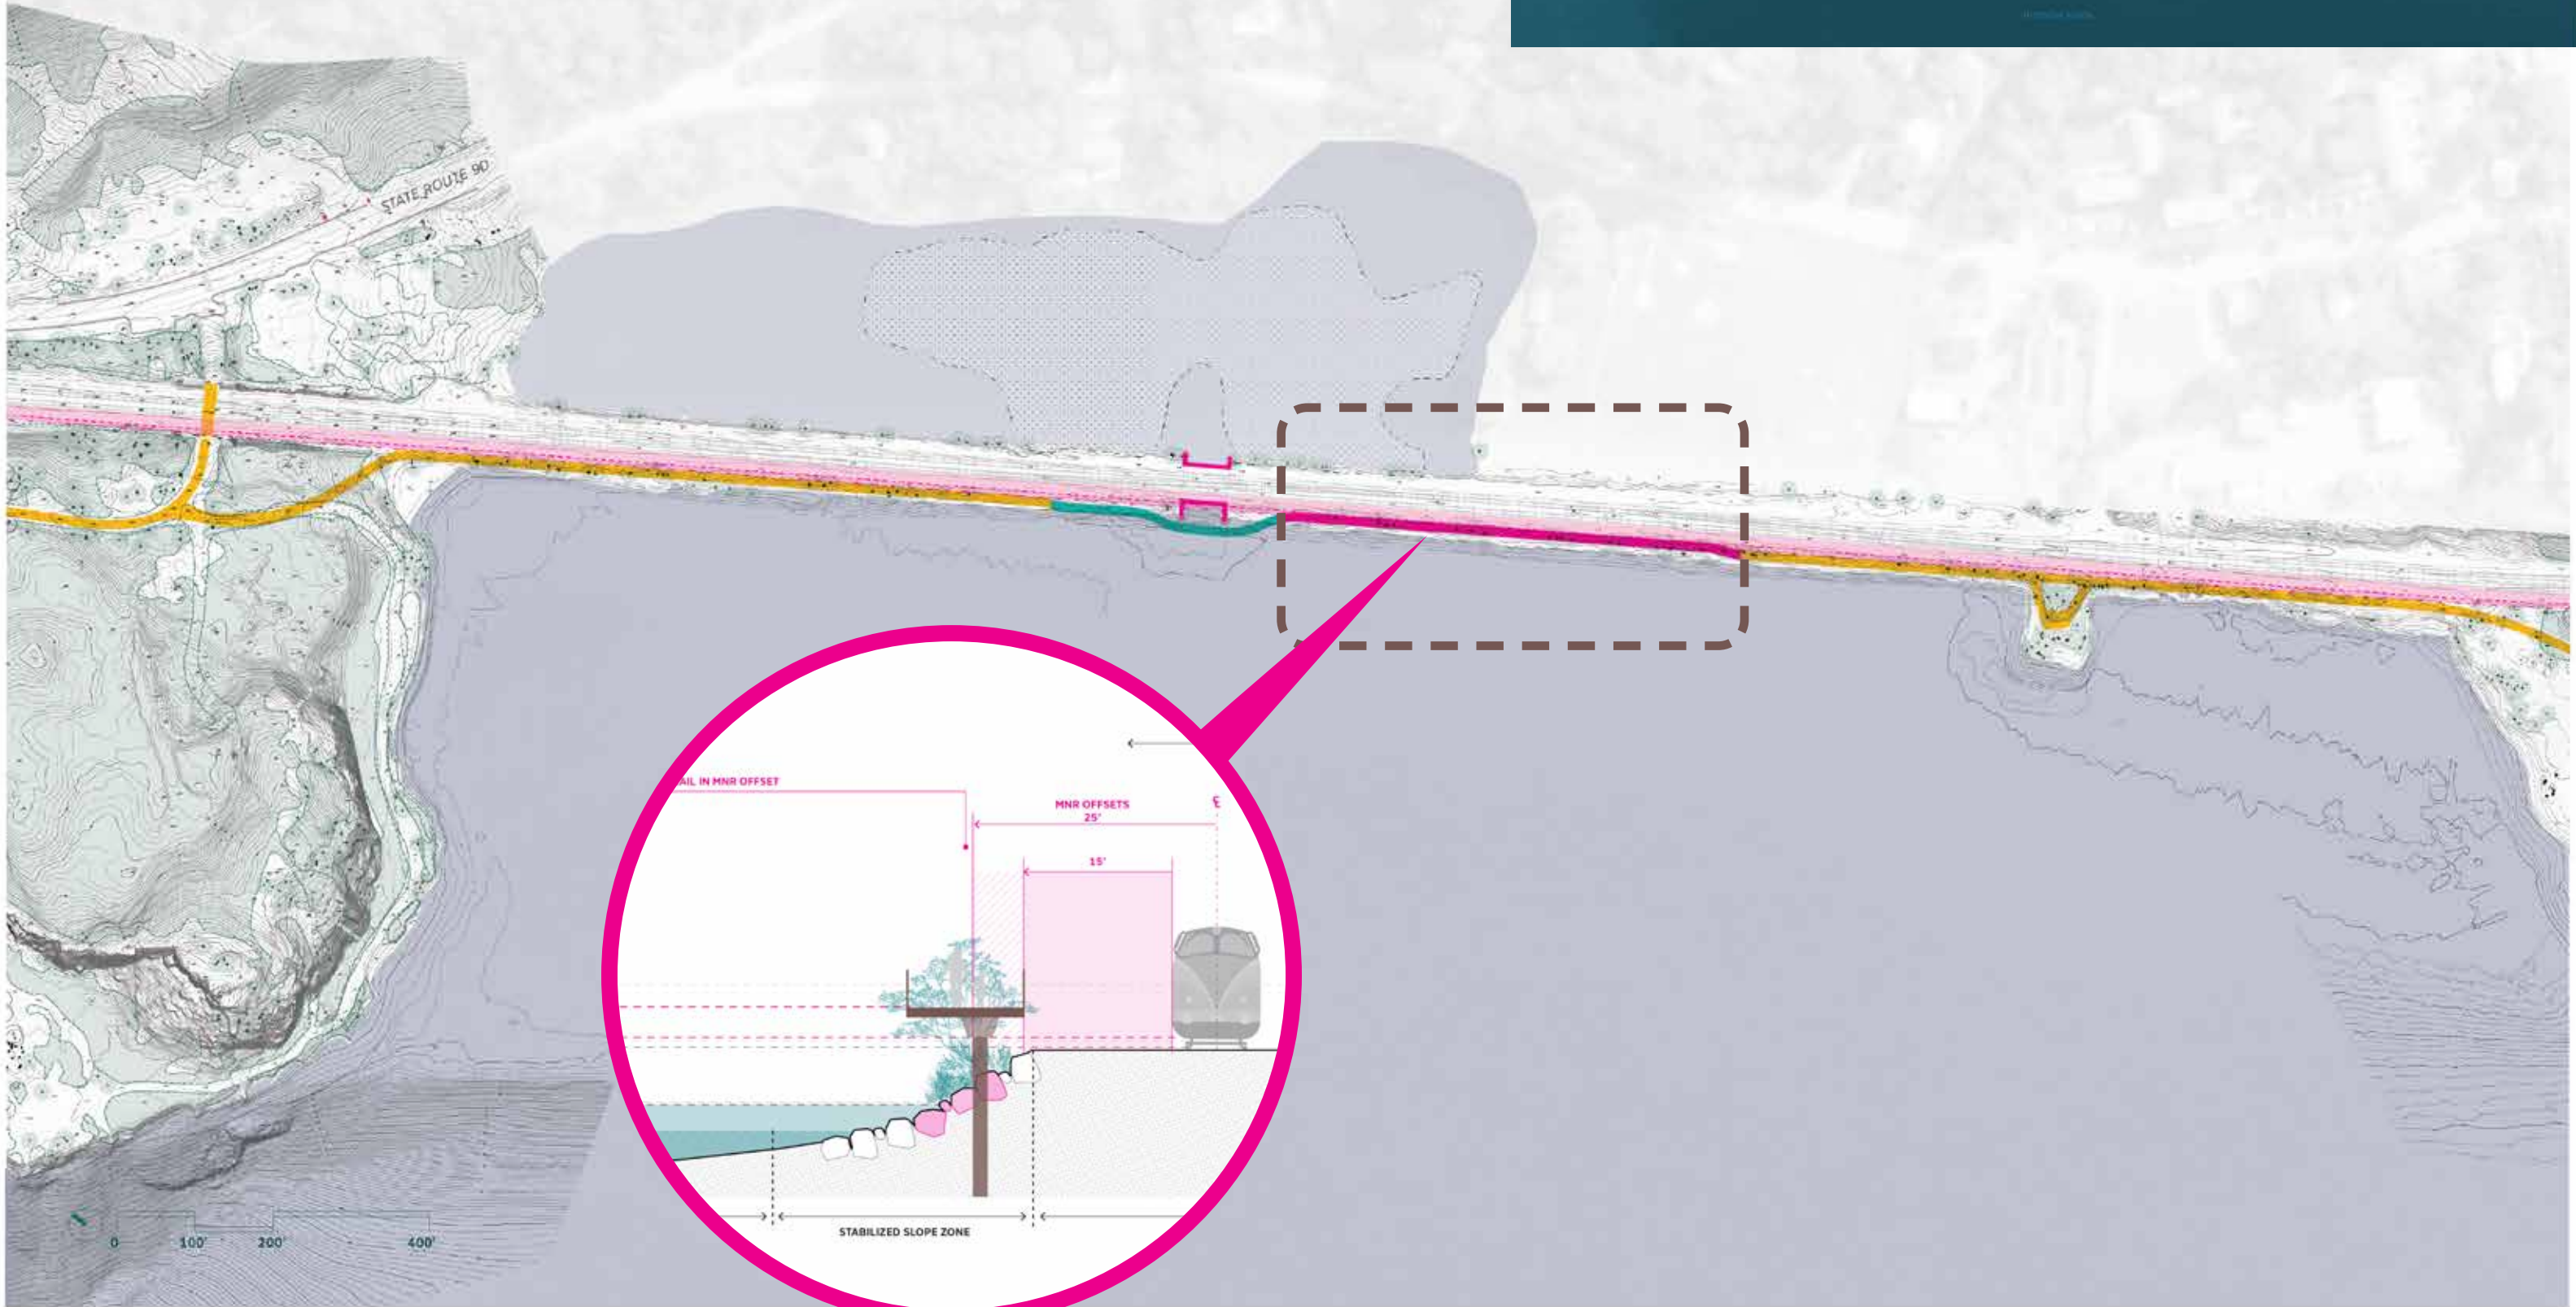 STATE ROUTE 9D
AIL IN MNR OFFSET
MNR OFFSETS
25'
15'
STABILIZED SLOPE ZONE
0 100' 200' 400'